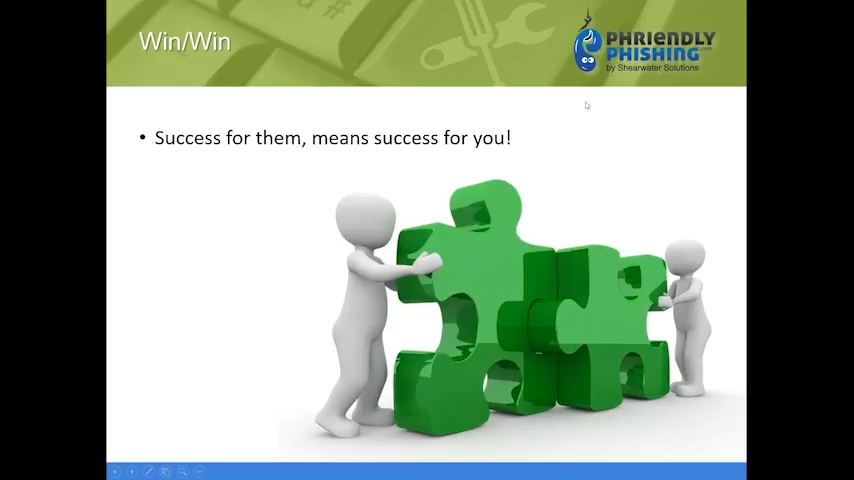 Win/Win
PHRIENDLY
PHISHING.com
by Shearwater Solutions
• Success for them, means success for you!